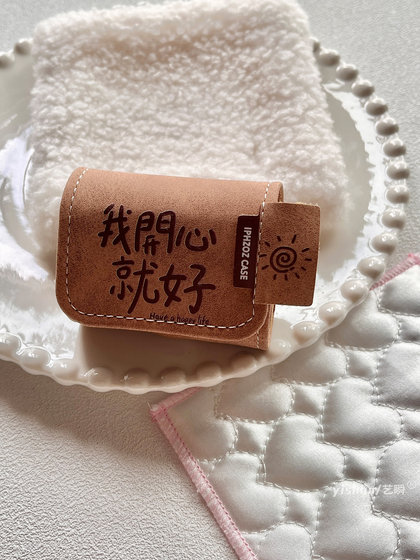 我開心
就好
Have a happy life
IPHZOZ CASE